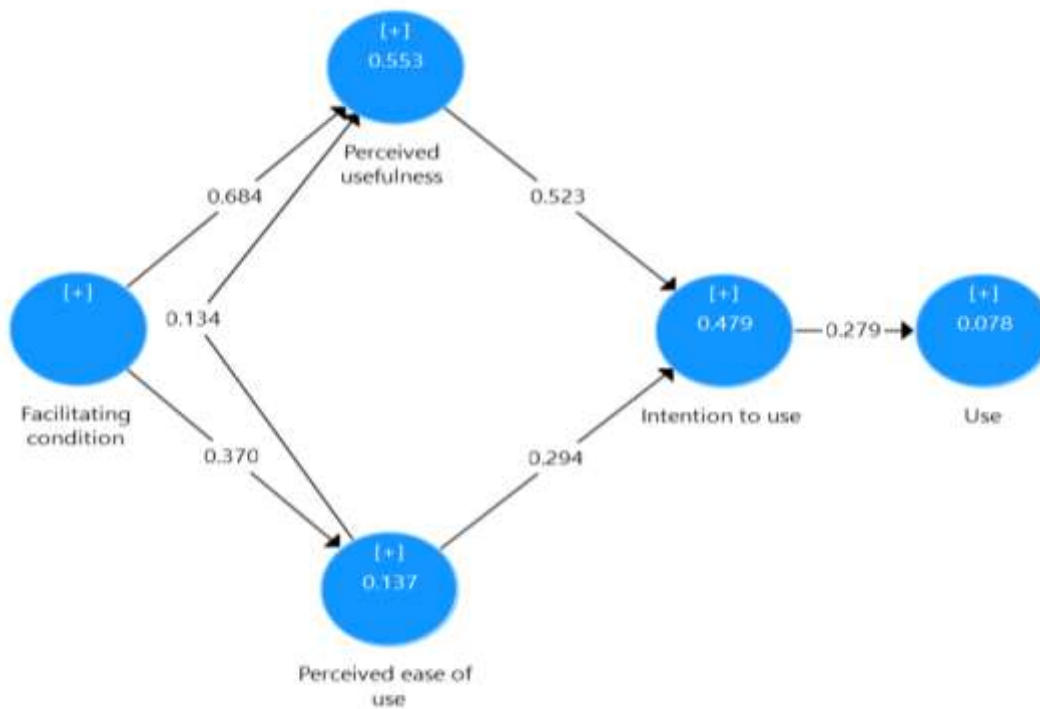 [+]
0.553
Perceived
usefulness
0.684
0.523
[+]
0.134
[+]
0.479
0.279
[+]
0.078
Facilitating
condition
Intention to use
Use
0.370
0.294
[+]
0.137
Perceived ease of
use